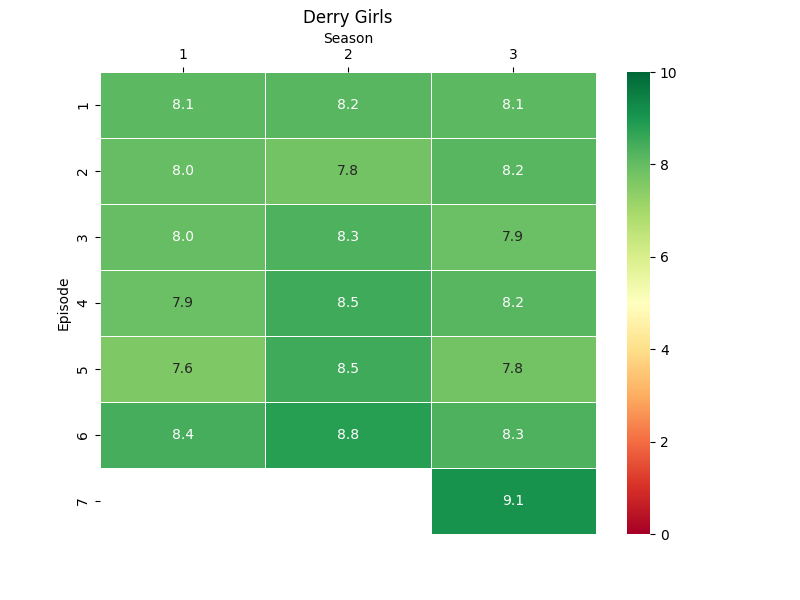 Derry Girls
Season
1 2 3
1 8.1 8.2 8.1 10
2 8.0 7.8 8.2 8
3 8.0 8.3 7.9 6
Episode
4 7.9 8.5 8.2 4
5 7.6 8.5 7.8 2
6 8.4 8.8 8.3
7 9.1 0